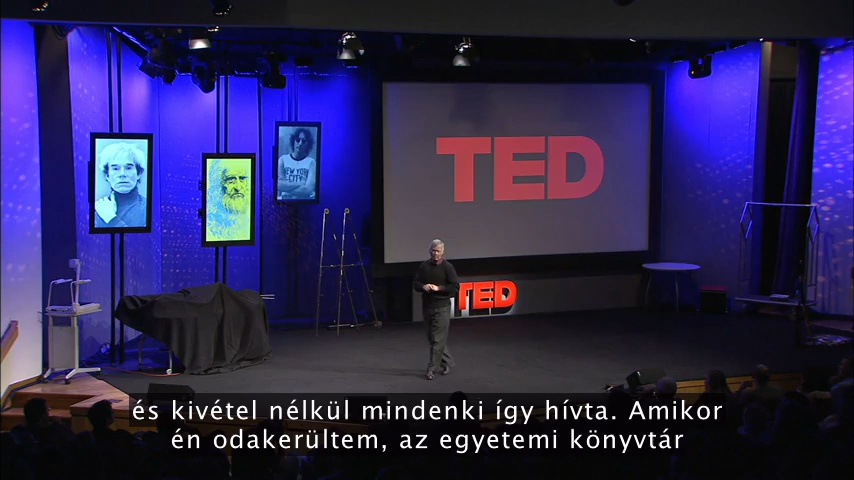 NEW YORK
CITY
TED
TED
és kivétel nélkül mindenki így hívta. Amikor
én odakerültem, az egyetemi könyvtár